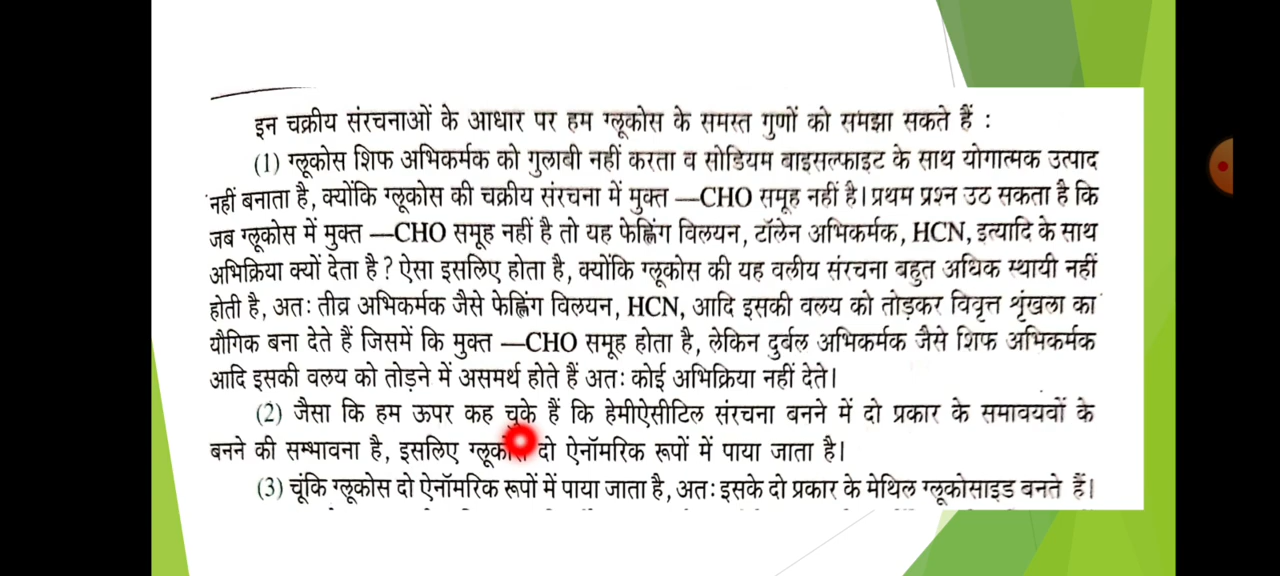 इन चक्रीय संरचनाओं के आधार पर हम ग्लूकोस के समस्त गुणों को समझा सकते हैं :
(1) ग्लूकोस शिफ अभिकर्मक को गुलाबी नहीं करता व सोडियम बाइसल्फाइट के साथ योगात्मक उत्पाद
नहीं बनाता है, क्योंकि ग्लूकोस की चक्रीय संरचना में मुक्त —CHO समूह नहीं है। प्रथम प्रश्न उठ सकता है कि
जब ग्लूकोस में मुक्त —CHO समूह नहीं है तो यह फेह्लिंग विलयन, टॉलेन अभिकर्मक, HCN, इत्यादि के साथ
अभिक्रिया क्यों देता है? ऐसा इसलिए होता है, क्योंकि ग्लूकोस की यह वलीय संरचना बहुत अधिक स्थायी नहीं
होती है, अतः तीव्र अभिकर्मक जैसे फेह्लिंग विलयन, HCN, आदि इसकी वलय को तोड़कर विवृत्त शृंखला का
यौगिक बना देते हैं जिसमें कि मुक्त —CHO समूह होता है, लेकिन दुर्बल अभिकर्मक जैसे शिफ अभिकर्मक
आदि इसकी वलय को तोड़ने में असमर्थ होते हैं अतः कोई अभिक्रिया नहीं देते।
(2) जैसा कि हम ऊपर कह चुके हैं कि हेमीऐसीटिल संरचना बनने में दो प्रकार के समावयवों के
बनने की सम्भावना है, इसलिए ग्लूकोस दो ऐनॉमरिक रूपों में पाया जाता है।
(3) चूंकि ग्लूकोस दो ऐनॉमरिक रूपों में पाया जाता है, अतः इसके दो प्रकार के मेथिल ग्लूकोसाइड बनते हैं।